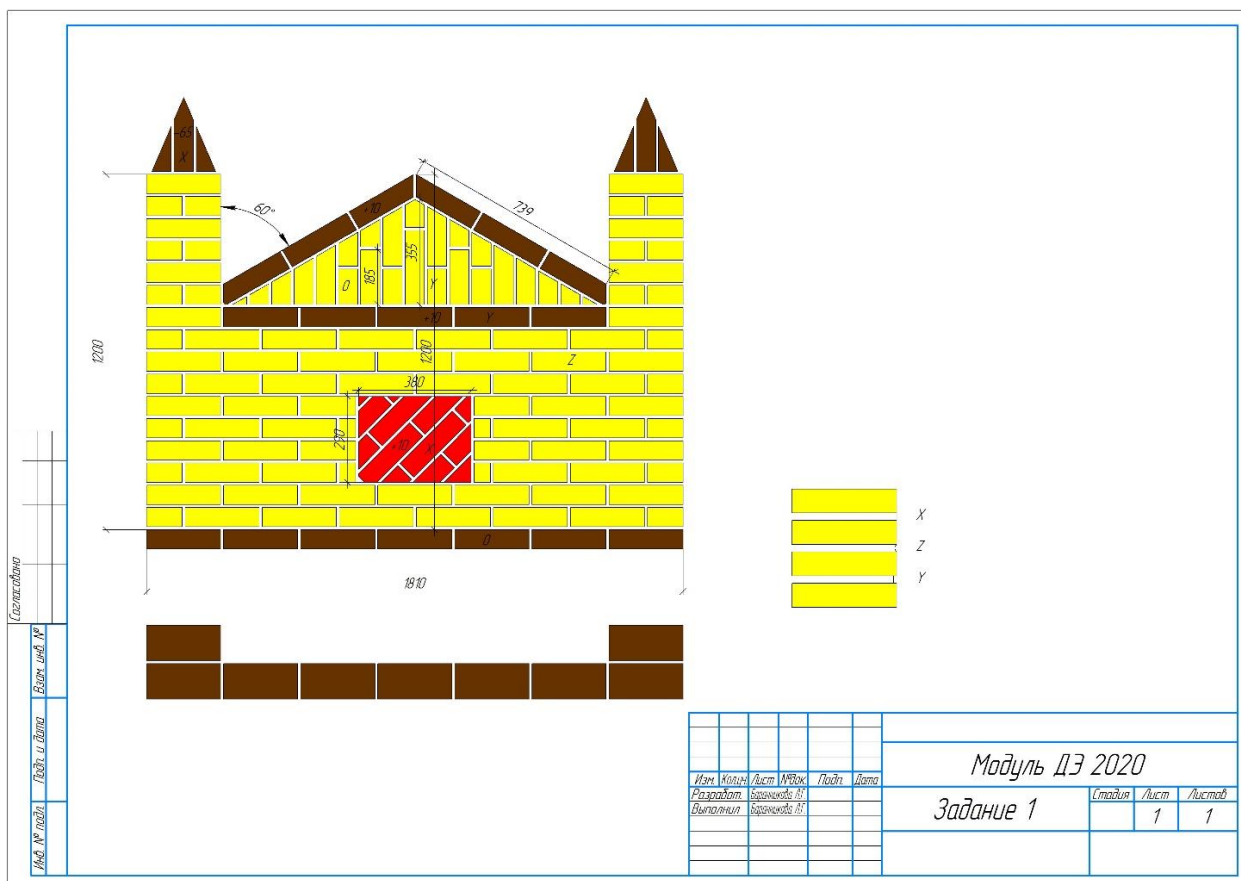 -65
X
60°
+10
739
355
185
0
Y
+10
Y
1200
1200
Z
380
290
+10
X
0
1810
X
Z
Y
Согласовано
Взам. инв. №
Подп. и дата
Инв. № подл.
Изм. Кол.уч Лист №док. Подп. Дата
Разработ.
Выполнил
Модуль ДЭ 2020
Задание 1
Стадия Лист Листов
1 1